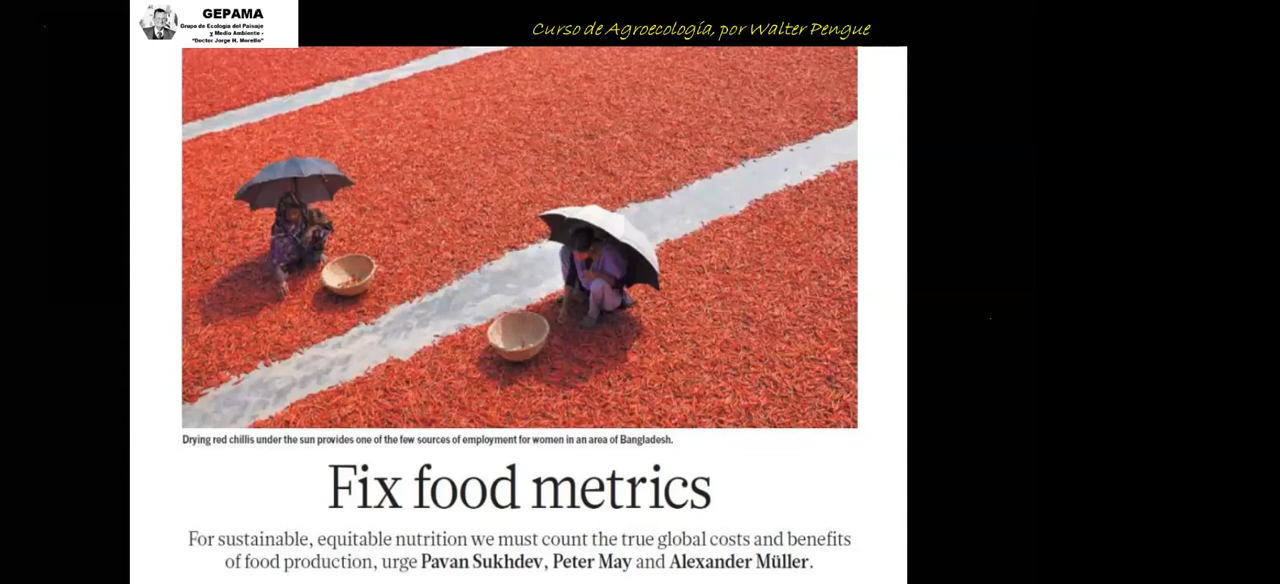 GEPAMA
Grupo de Ecología del Paisaje
y Medio Ambiente -
"Doctor Jorge H. Morello"
Curso de Agroecología, por Walter Pengue
Drying red chillis under the sun provides one of the few sources of employment for women in an area of Bangladesh.
Fix food metrics
For sustainable, equitable nutrition we must count the true global costs and benefits
of food production, urge Pavan Sukhdev, Peter May and Alexander Müller.